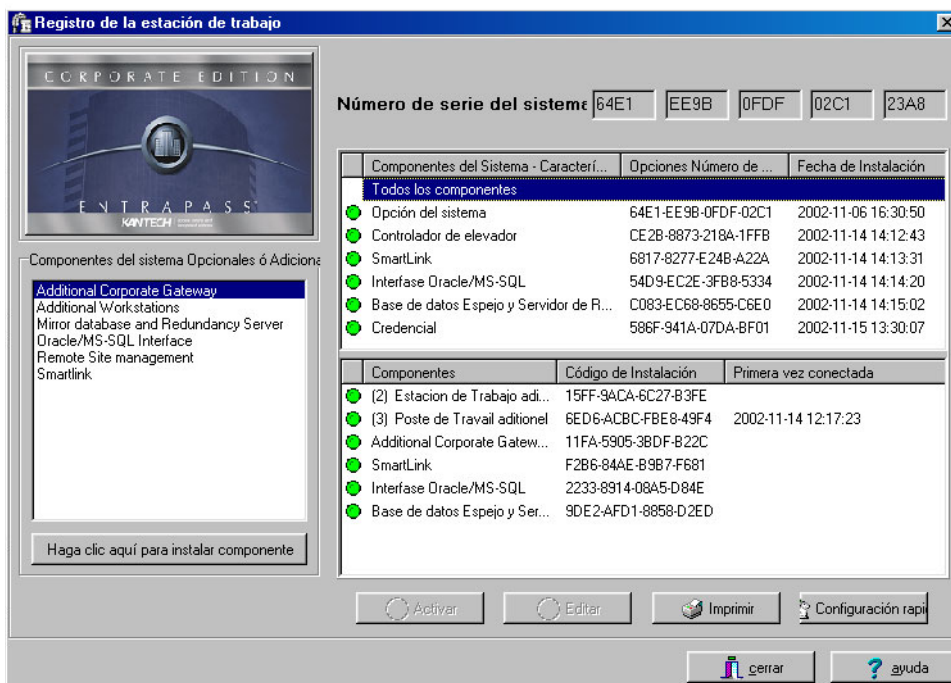 Registro de la estación de trabajo
CORPORATE EDITION
ENTRAPASS
KANTECH
Número de serie del sistema 64E1 EE9B 0FDF 02C1 23A8
Componentes del Sistema - Caracterí... Opciones Número de ... Fecha de Instalación
Todos los componentes
Opción del sistema 64E1-EE9B-0FDF-02C1 2002-11-06 16:30:50
Controlador de elevador CE2B-8873-218A-1FFB 2002-11-14 14:12:43
SmartLink 6817-8277-E24B-A22A 2002-11-14 14:13:31
Interfase Oracle/MS-SQL 54D9-EC2E-3FB8-5334 2002-11-14 14:14:20
Base de datos Espejo y Servidor de R... C083-EC68-8655-C6E0 2002-11-14 14:15:02
Credencial 586F-941A-07DA-BF01 2002-11-15 13:30:07
Componentes del sistema Opcionales ó Adiciona
Additional Corporate Gateway
Additional Workstations
Mirror database and Redundancy Server
Oracle/MS-SQL Interface
Remote Site management
Smartlink
Haga clic aquí para instalar componente
Componentes Código de Instalación Primera vez conectada
(2) Estacion de Trabajo adi... 15FF-9ACA-6C27-B3FE
(3) Poste de Travail aditionel 6ED6-ACBC-FBE8-49F4 2002-11-14 12:17:23
Additional Corporate Gatew... 11FA-5905-3BDF-B22C
SmartLink F2B6-84AE-B9B7-F681
Interfase Oracle/MS-SQL 2233-8914-08A5-D84E
Base de datos Espejo y Ser... 9DE2-AFD1-8858-D2ED
Activar Editar Imprimir Configuración rapi
cerrar ayuda